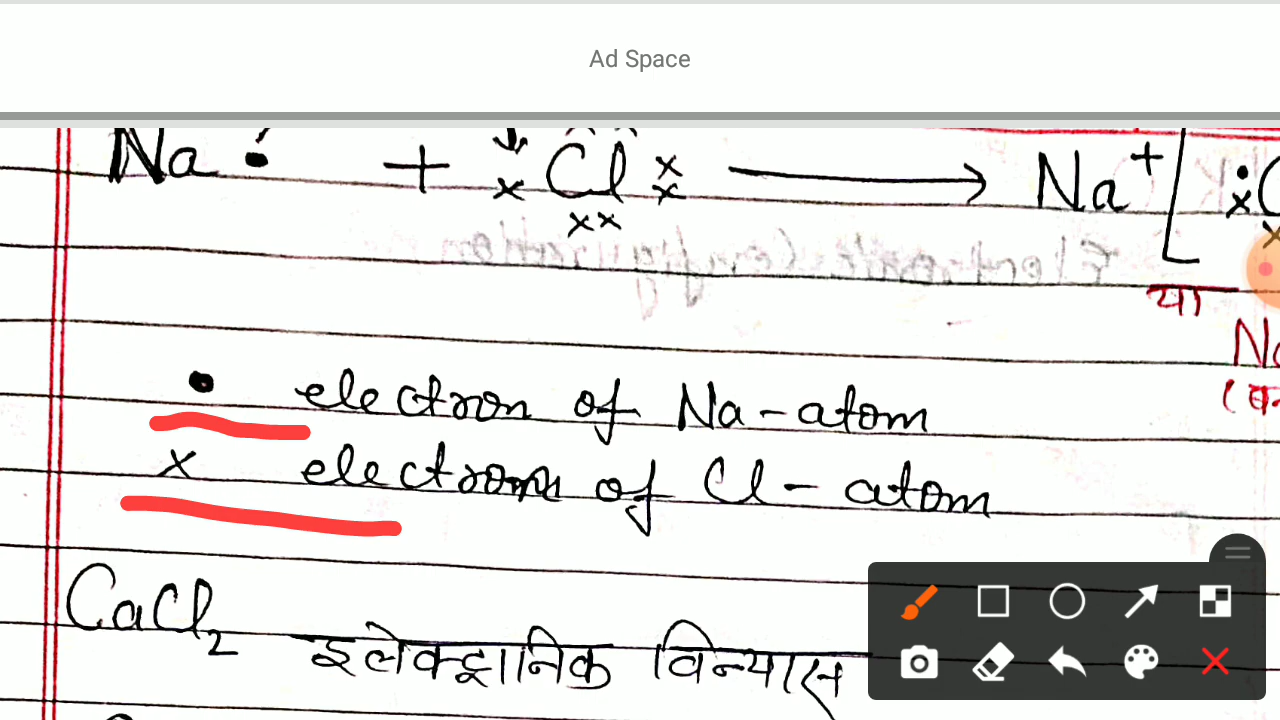 Ad Space
Na • + Cl → Na⁺ [
या
• electron of Na-atom
x electrons of Cl-atom
CaCl₂ इलेक्ट्रानिक विन्यास